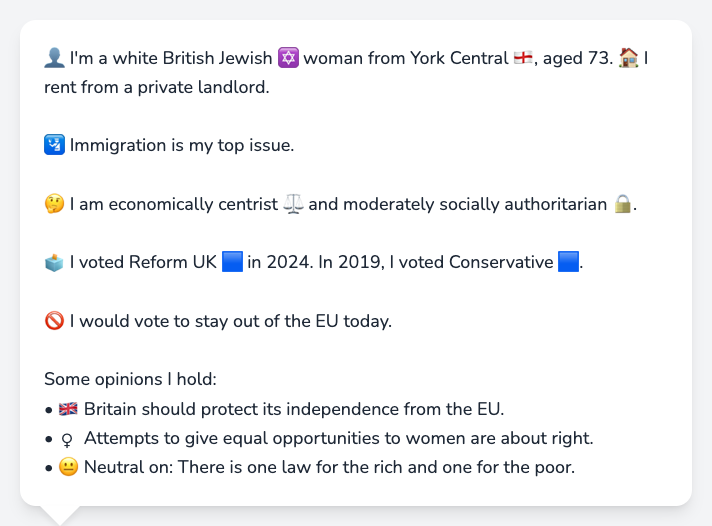 👤 I'm a white British Jewish ✡️ woman from York Central 🏴󠁧󠁢󠁥󠁮󠁧󠁿, aged 73. 🏠 I
rent from a private landlord.
🛂 Immigration is my top issue.
🤔 I am economically centrist ⚖️ and moderately socially authoritarian 🔒.
🗳️ I voted Reform UK 🟦 in 2024. In 2019, I voted Conservative 🟦.
🚫 I would vote to stay out of the EU today.
Some opinions I hold:
• 🇬🇧 Britain should protect its independence from the EU.
• ♀ Attempts to give equal opportunities to women are about right.
• 😐 Neutral on: There is one law for the rich and one for the poor.